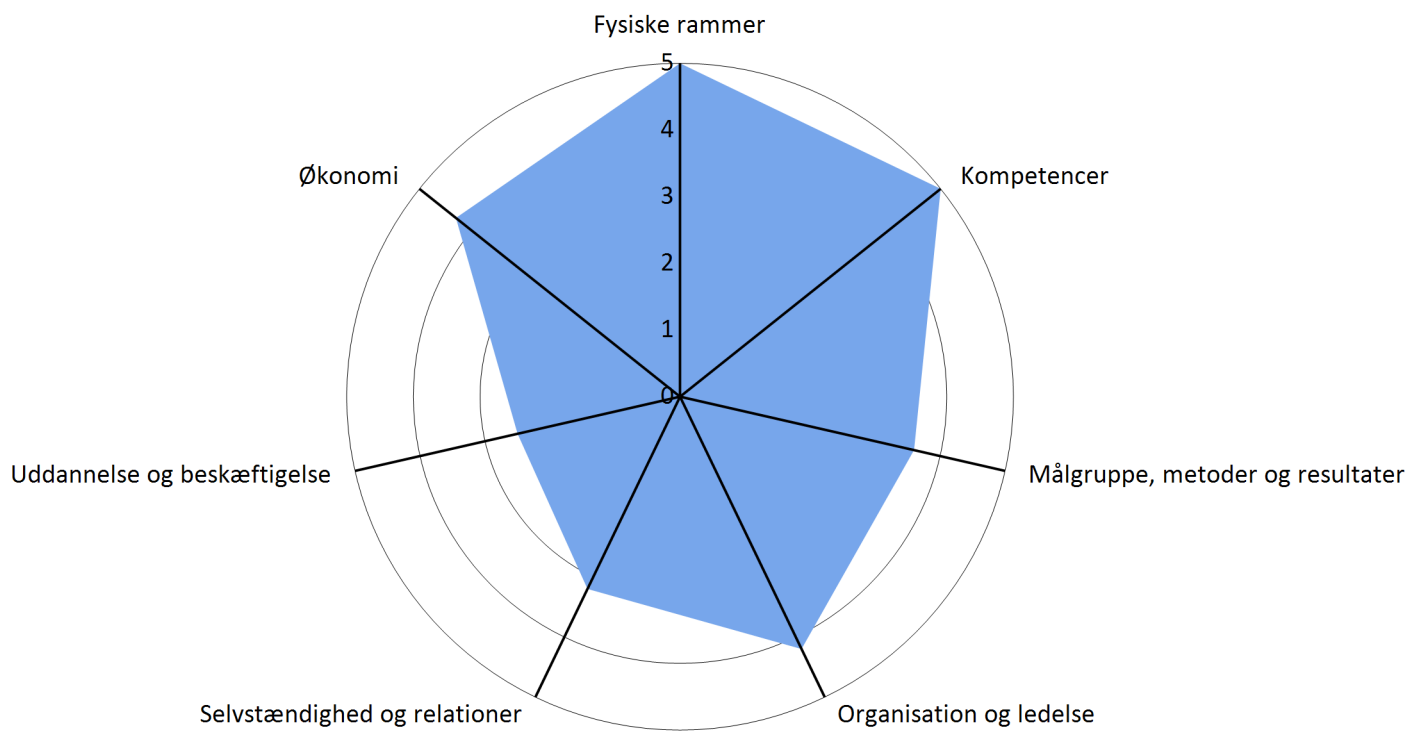 Fysiske rammer
5
4
Økonomi
Kompetencer
3
2
1
0
Uddannelse og beskæftigelse
Målgruppe, metoder og resultater
Selvstændighed og relationer
Organisation og ledelse